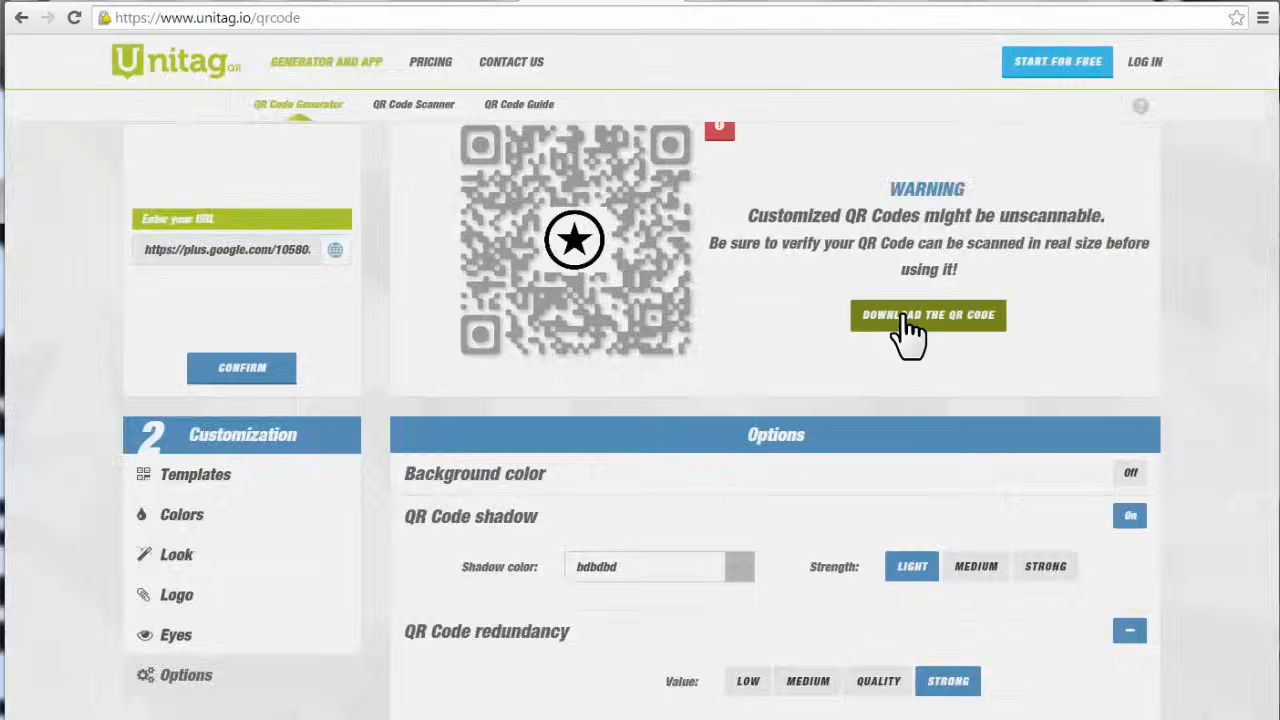 https://www.unitag.io/qrcode
Unitag QR
GENERATOR AND APP
PRICING
CONTACT US
START FOR FREE
LOG IN
QR Code Generator
QR Code Scanner
QR Code Guide
?
!
Enter your URL
https://plus.google.com/10580.
CONFIRM
WARNING
Customized QR Codes might be unscannable.
Be sure to verify your QR Code can be scanned in real size before
using it!
DOWNLOAD THE QR CODE
2 Customization
Templates
Colors
Look
Logo
Eyes
Options
Options
Background color
Off
QR Code shadow
On
Shadow color:
bdbdbd
Strength:
LIGHT
MEDIUM
STRONG
QR Code redundancy
–
Value:
LOW
MEDIUM
QUALITY
STRONG